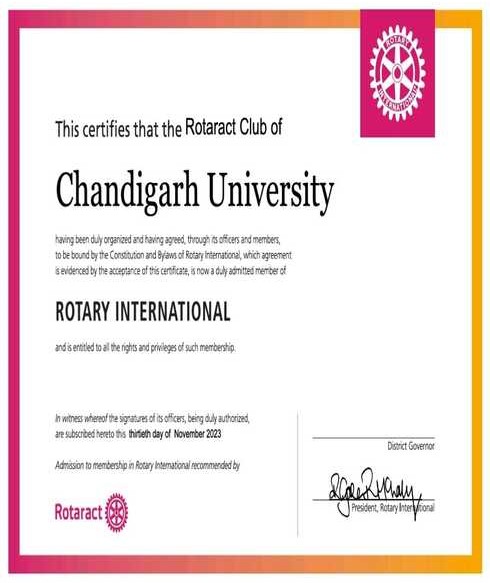 ROTARY
INTERNATIONAL
This certifies that the Rotaract Club of
Chandigarh University
having been duly organized and having agreed, through its officers and members,
to be bound by the Constitution and Bylaws of Rotary International, which agreement
is evidenced by the acceptance of this certificate, is now a duly admitted member of
ROTARY INTERNATIONAL
and is entitled to all the rights and privileges of such membership.
In witness whereof the signatures of its officers, being duly authorized,
are subscribed hereto this thirtieth day of November 2023
Admission to membership in Rotary International recommended by
District Governor
President, Rotary International
Rotaract